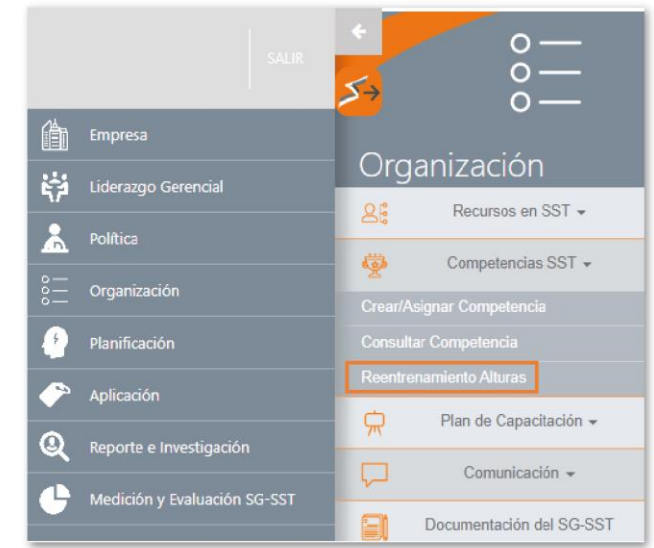 SALIR
Empresa
Liderazgo Gerencial
Política
Organización
Planificación
Aplicación
Reporte e Investigación
Medición y Evaluación SG-SST
Organización
Recursos en SST
Competencias SST
Crear/Asignar Competencia
Consultar Competencia
Reentrenamiento Alturas
Plan de Capacitación
Comunicación
Documentación del SG-SST